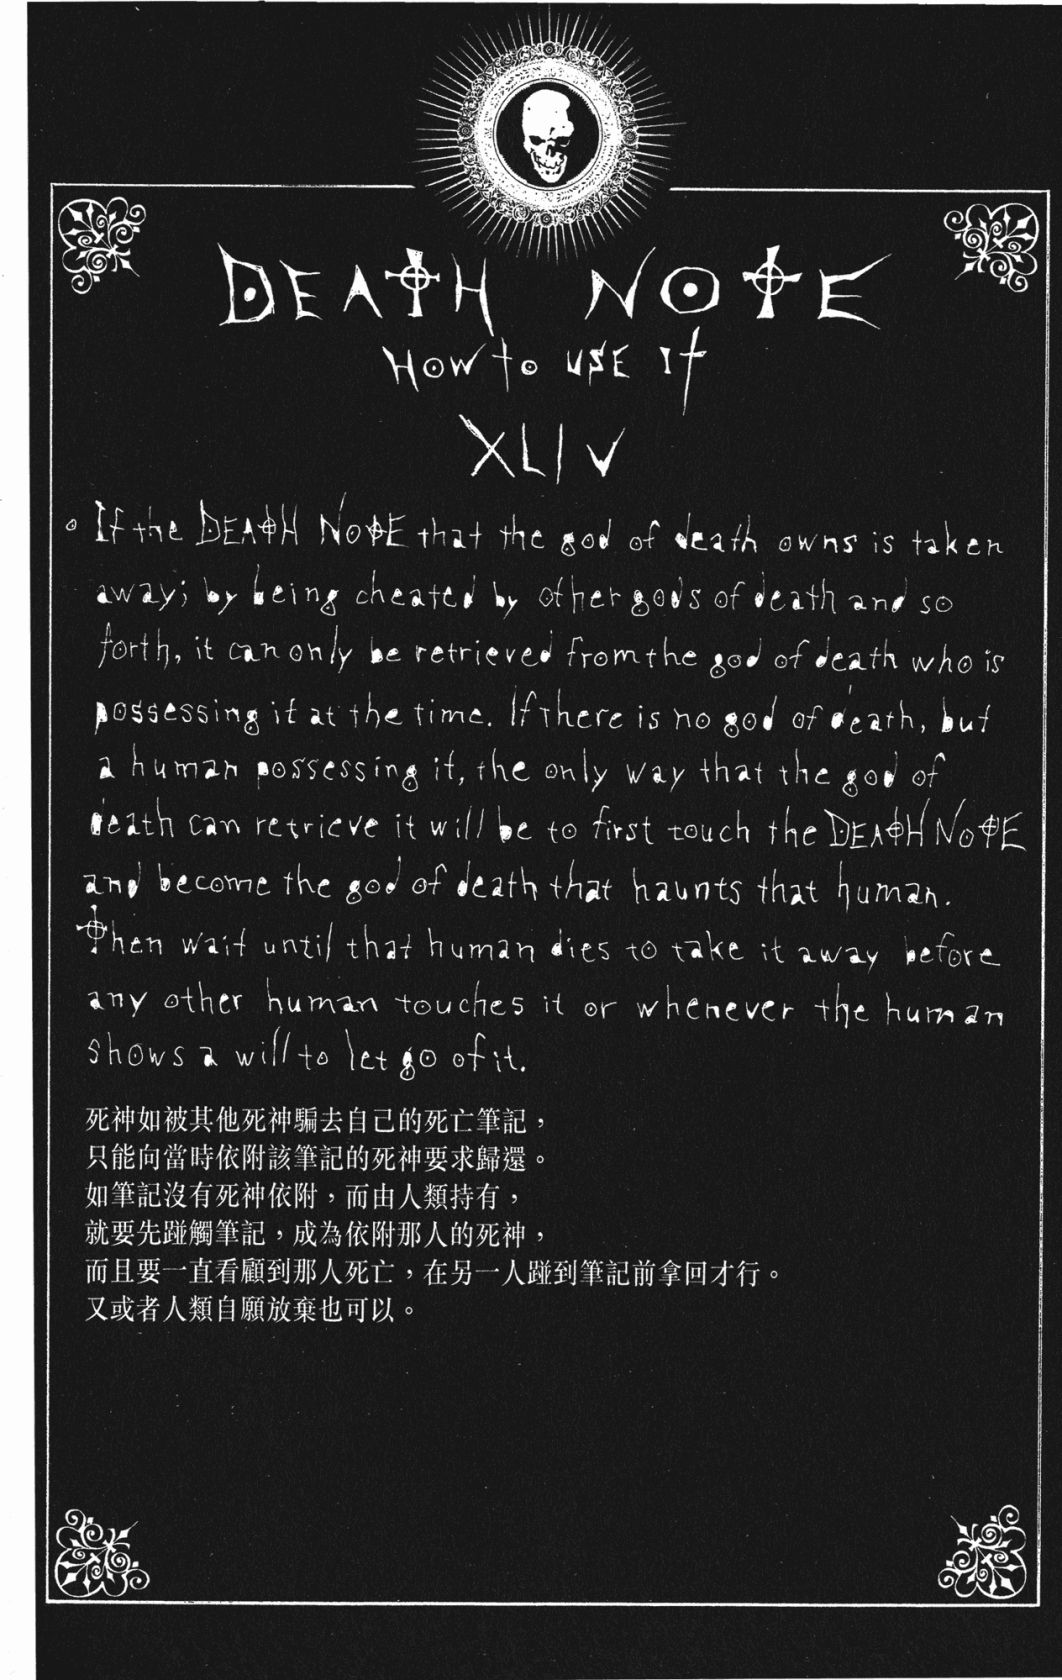 DEATH NOTE
HOW to USE It
XLIV
◦ If the DEATH NOTE that the god of death owns is taken
away; by being cheated by other gods of death and so
forth, it can only be retrieved from the god of death who is
possessing it at the time. If there is no god of death, but
a human possessing it, the only way that the god of
death can retrieve it will be to first touch the DEATH NOTE
and become the god of death that haunts that human.
Then wait until that human dies to take it away before
any other human touches it or whenever the human
shows a will to let go of it.
死神如被其他死神騙去自己的死亡筆記，
只能向當時依附該筆記的死神要求歸還。
如筆記沒有死神依附，而由人類持有，
就要先踫觸筆記，成為依附那人的死神，
而且要一直看顧到那人死亡，在另一人踫到筆記前拿回才行。
又或者人類自願放棄也可以。